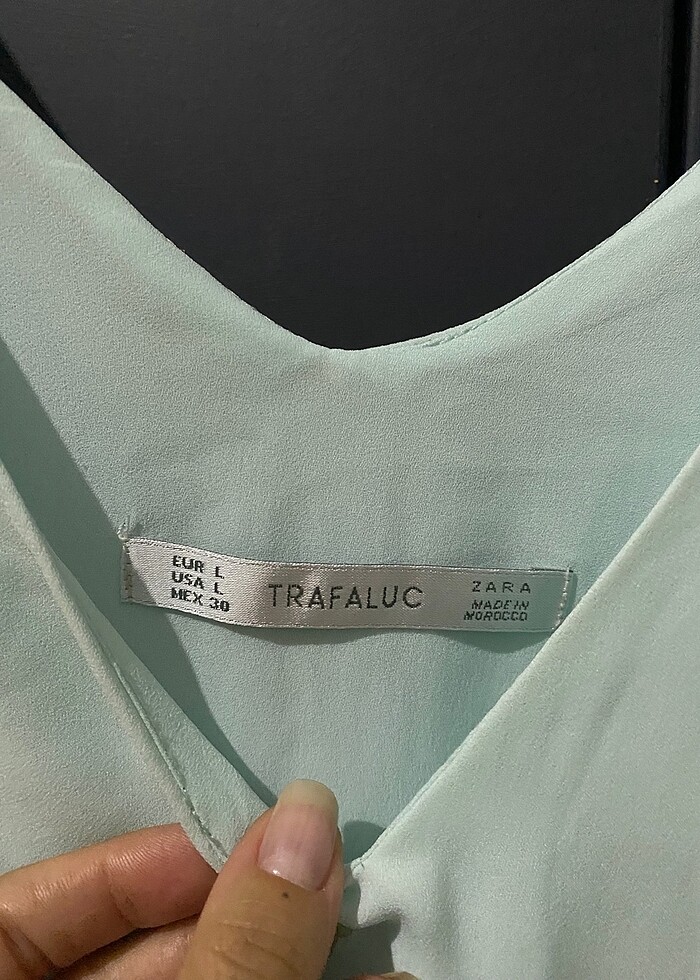 EUR L
USA L
MEX 30
TRAFALUC
ZARA
MADE IN
MOROCCO